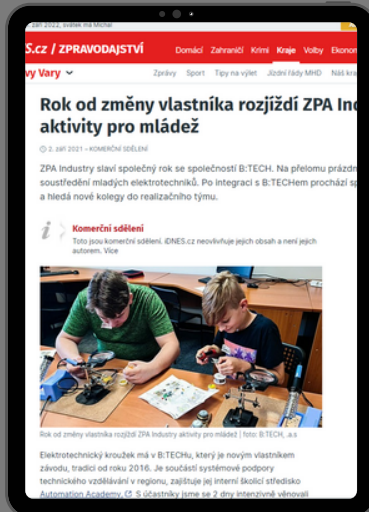 září 2022, svátek má Michal
S.cz / ZPRAVODAJSTVÍ Domácí Zahraničí Krimi Kraje Volby Ekonom
vy Vary Zprávy Sport Tipy na výlet Jízdní řády MHD Náš kra
Rok od změny vlastníka rozjíždí ZPA Ind
aktivity pro mládež
2. září 2021 – KOMERČNÍ SDĚLENÍ
ZPA Industry slaví společný rok se společností B:TECH. Na přelomu prázdn
soustředění mladých elektrotechniků. Po integraci s B:TECHem prochází sp
a hledá nové kolegy do realizačního týmu.
Komerční sdělení
Toto jsou komerční sdělení. iDNES.cz neovlivňuje jejich obsah a není jejich
autorem. Více
Rok od změny vlastníka rozjíždí ZPA Industry aktivity pro mládež | foto: B:TECH, .a.s
Elektrotechnický kroužek má v B:TECHu, který je novým vlastníkem
závodu, tradici od roku 2016. Je součástí systémové podpory
technického vzdělávání v regionu, zajištuje jej interní školicí středisko
Automation Academy. S účastníky jsme se 2 dny intenzivně věnovali